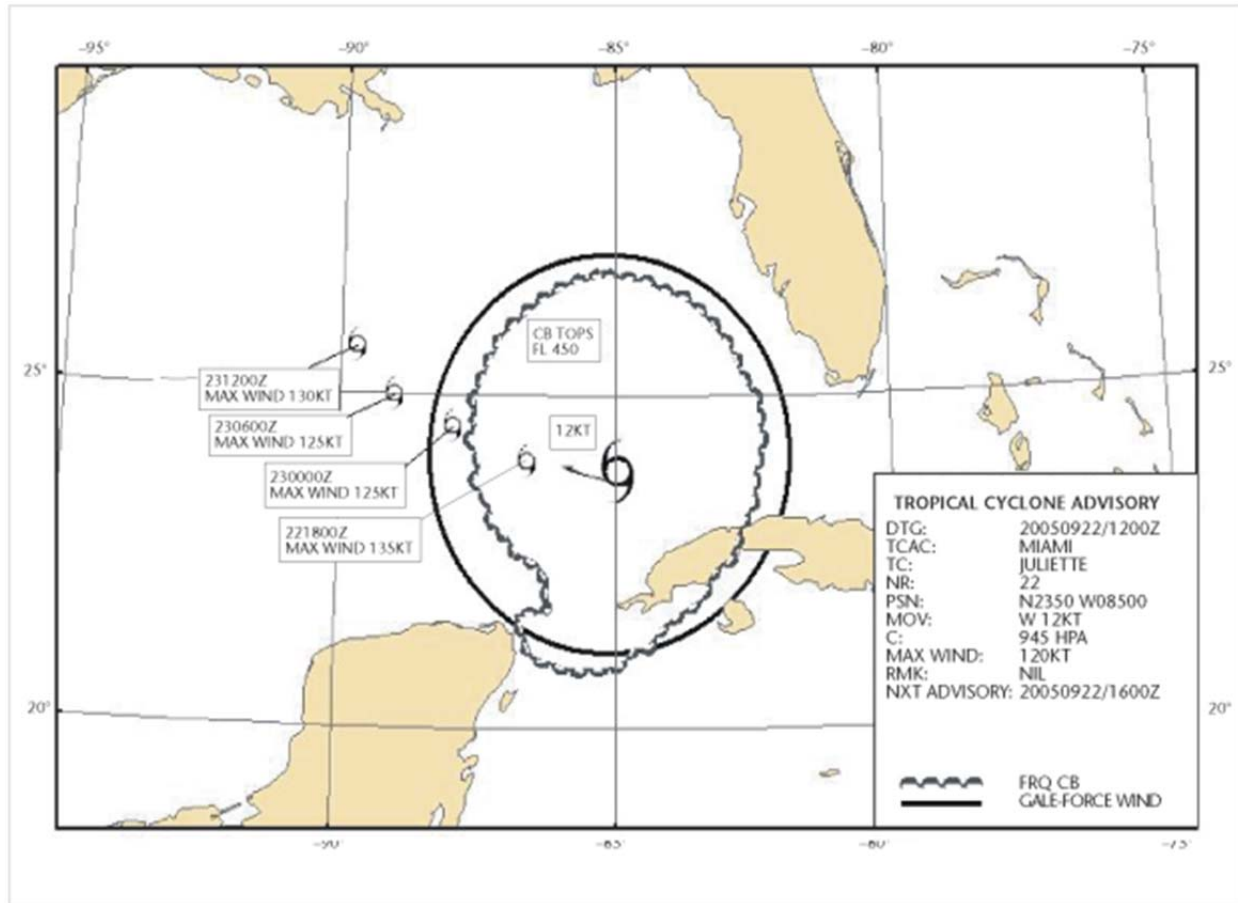 -95° -90° -85° -80° -75°
CB TOPS
FL 450
25° 25°
231200Z
MAX WIND 130KT
230600Z
MAX WIND 125KT
12KT
230000Z
MAX WIND 125KT
221800Z
MAX WIND 135KT
TROPICAL CYCLONE ADVISORY
DTG: 20050922/1200Z
TCAC: MIAMI
TC: JULIETTE
NR: 22
PSN: N2350 W08500
MOV: W 12KT
C: 945 HPA
MAX WIND: 120KT
RMK: NIL
NXT ADVISORY: 20050922/1600Z
20° 20°
FRQ CB
GALE-FORCE WIND
-90° -85° -80° -75°